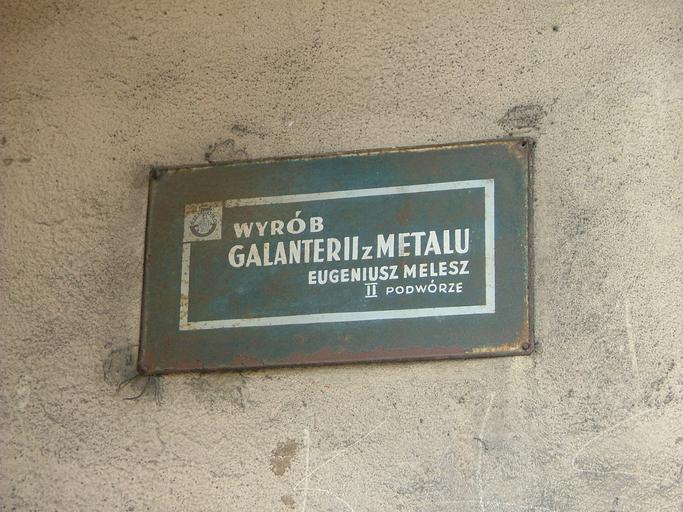 WYRÓB
GALANTERII z METALU
EUGENIUSZ MELESZ
II PODWÓRZE